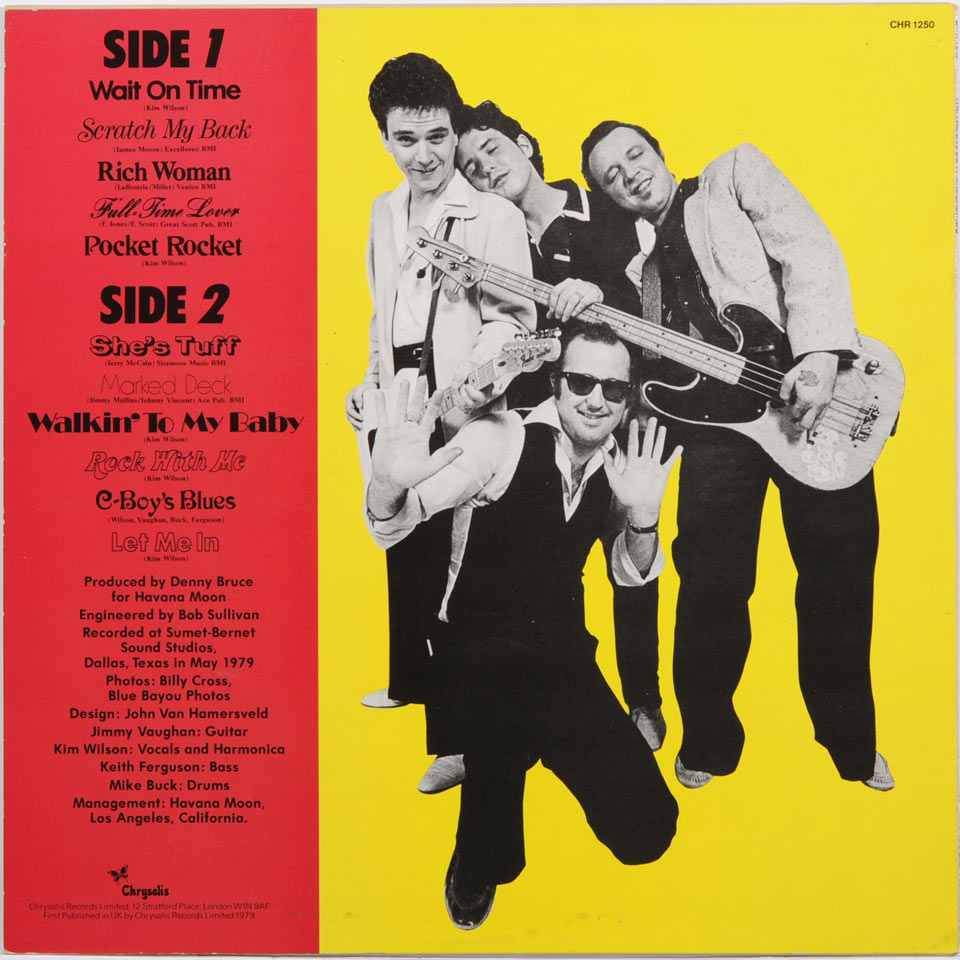 SIDE 1
Wait On Time
(Kim Wilson)
Scratch My Back
(James Moore) Excellorec BMI
Rich Woman
(LaBostrie/Millet) Venice BMI
Full-Time Lover
(F. Jones/F. Scott) Great Scott Pub, BMI
Pocket Rocket
(Kim Wilson)
SIDE 2
She's Tuff
(Jerry McCain) Sizemore Music BMI
Marked Deck
(Jimmy Mullins/Johnny Vincent) Ace Pub, BMI
Walkin' To My Baby
(Kim Wilson)
Rock With Me
(Kim Wilson)
C-Boy's Blues
(Wilson, Vaughan, Buck, Ferguson)
Let Me In
(Kim Wilson)
Produced by Denny Bruce
for Havana Moon
Engineered by Bob Sullivan
Recorded at Sumet-Bernet
Sound Studios,
Dallas, Texas in May 1979
Photos: Billy Cross,
Blue Bayou Photos
Design: John Van Hamersveld
Jimmy Vaughan: Guitar
Kim Wilson: Vocals and Harmonica
Keith Ferguson: Bass
Mike Buck: Drums
Management: Havana Moon,
Los Angeles, California.
Chrysalis
Chrysalis Records Limited, 12 Stratford Place, London W1N 9AF.
First Published in UK by Chrysalis Records Limited 1979.
CHR 1250